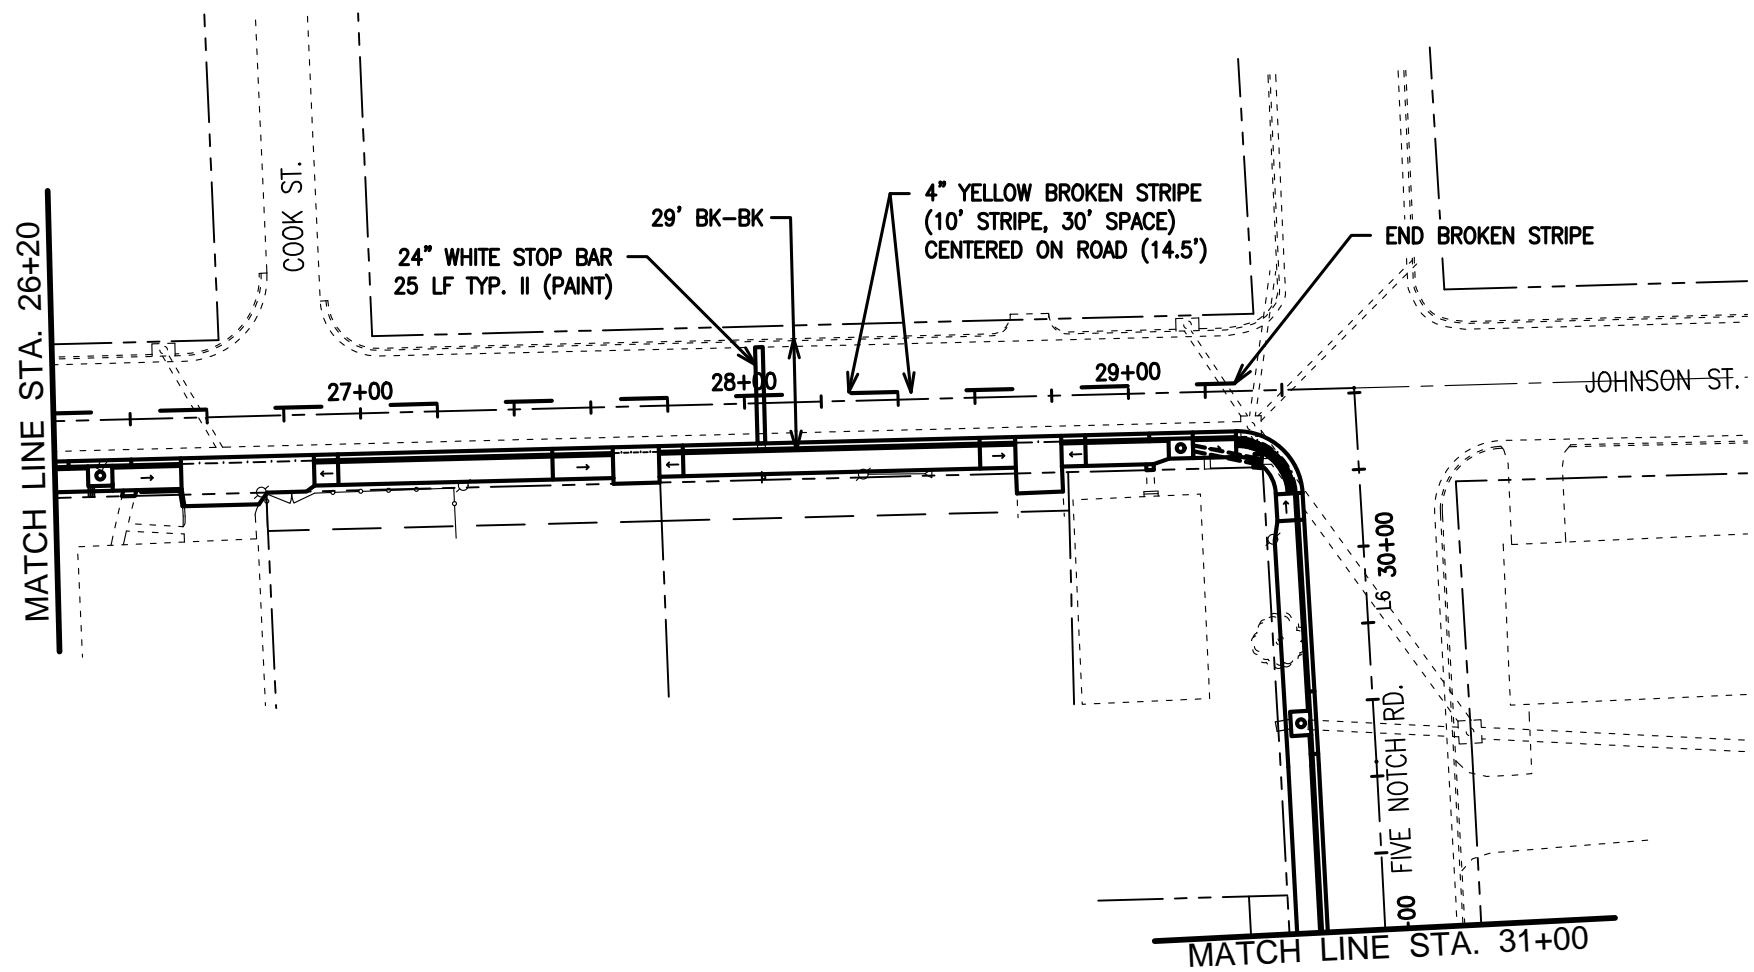 COOK ST.
29' BK-BK
4" YELLOW BROKEN STRIPE
(10' STRIPE, 30' SPACE)
CENTERED ON ROAD (14.5')
END BROKEN STRIPE
24" WHITE STOP BAR
25 LF TYP. II (PAINT)
MATCH LINE STA. 26+20
27+00
28+00
29+00
JOHNSON ST.
L6 30+00
FIVE NOTCH RD.
00
MATCH LINE STA. 31+00